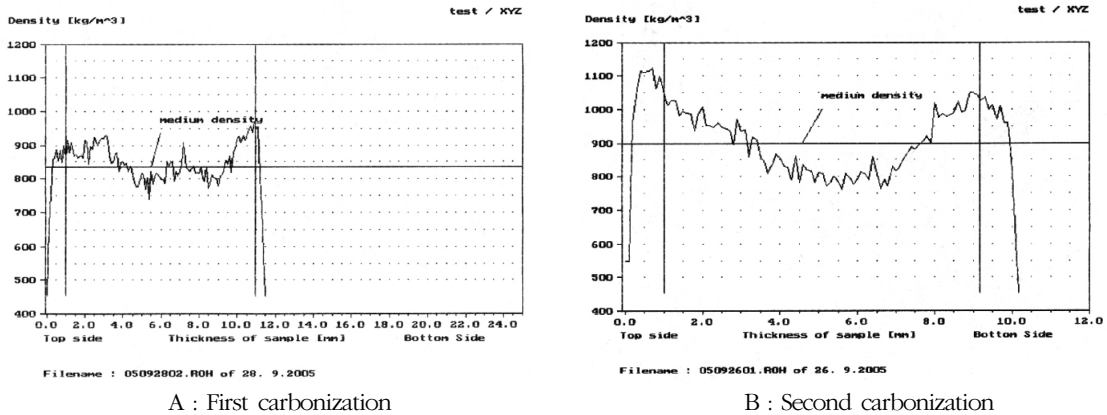 test / XYZ
Density [kg/m^3]
1200
1100
1000
900
800
700
600
500
400
medium density
0.0 2.0 4.0 6.0 8.0 10.0 12.0 14.0 16.0 18.0 20.0 22.0 24.0
Top side Thickness of sample [mm] Bottom Side
Filename : 05092802.ROH of 28. 9.2005
A : First carbonization
test / XYZ
Density [kg/m^3]
1200
1100
1000
900
800
700
600
500
400
medium density
0.0 2.0 4.0 6.0 8.0 10.0 12.0
Top side Thickness of sample [mm] Bottom Side
Filename : 05092601.ROH of 26. 9.2005
B : Second carbonization